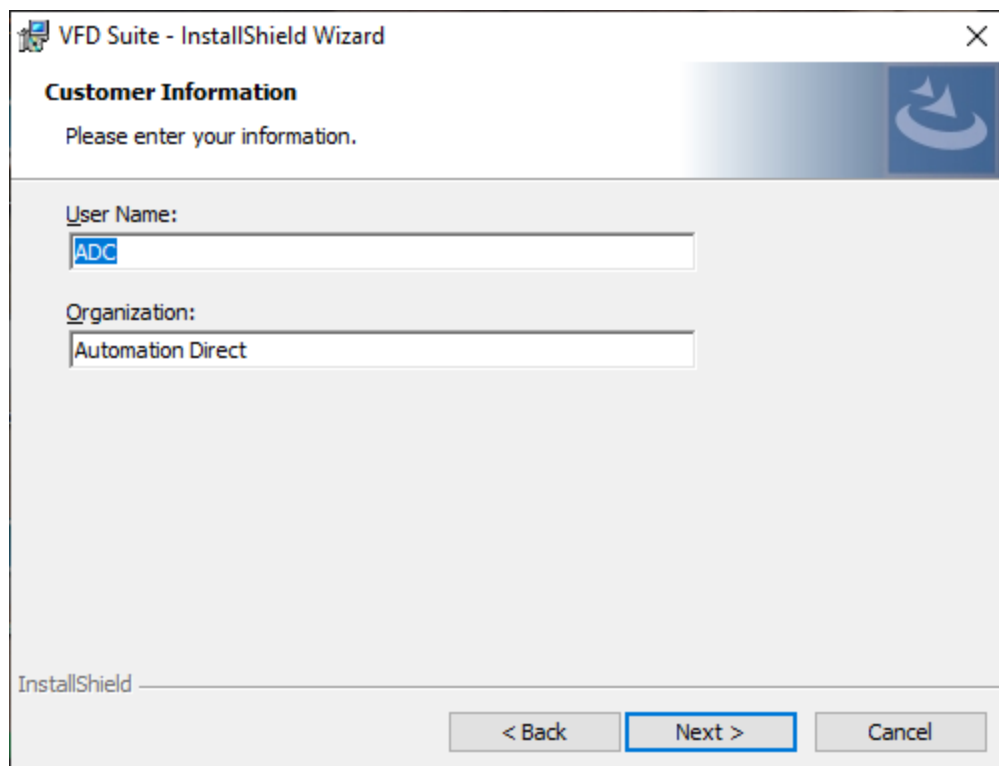 VFD Suite - InstallShield Wizard
Customer Information
Please enter your information.
User Name:
ADC
Organization:
Automation Direct
InstallShield
< Back Next > Cancel